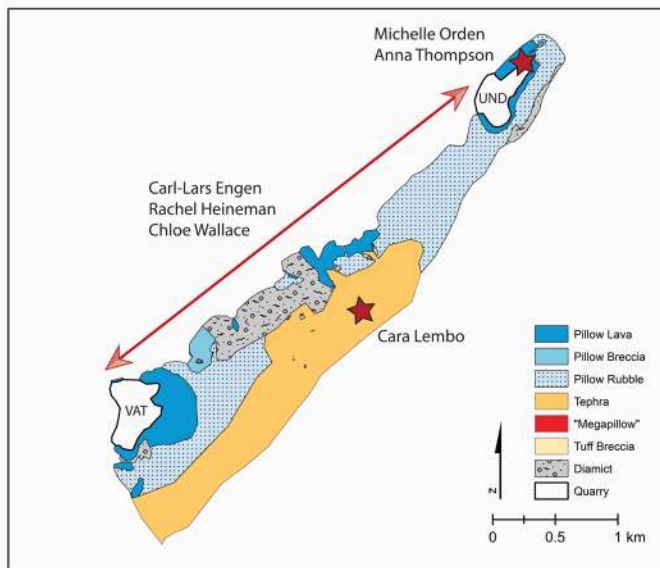 Michelle Orden
Anna Thompson
UND
Carl-Lars Engen
Rachel Heineman
Chloe Wallace
Cara Lembo
VAT
Pillow Lava
Pillow Breccia
Pillow Rubble
Tephra
"Megapillow"
Tuff Breccia
Diamict
Quarry
N
0 0.5 1 km